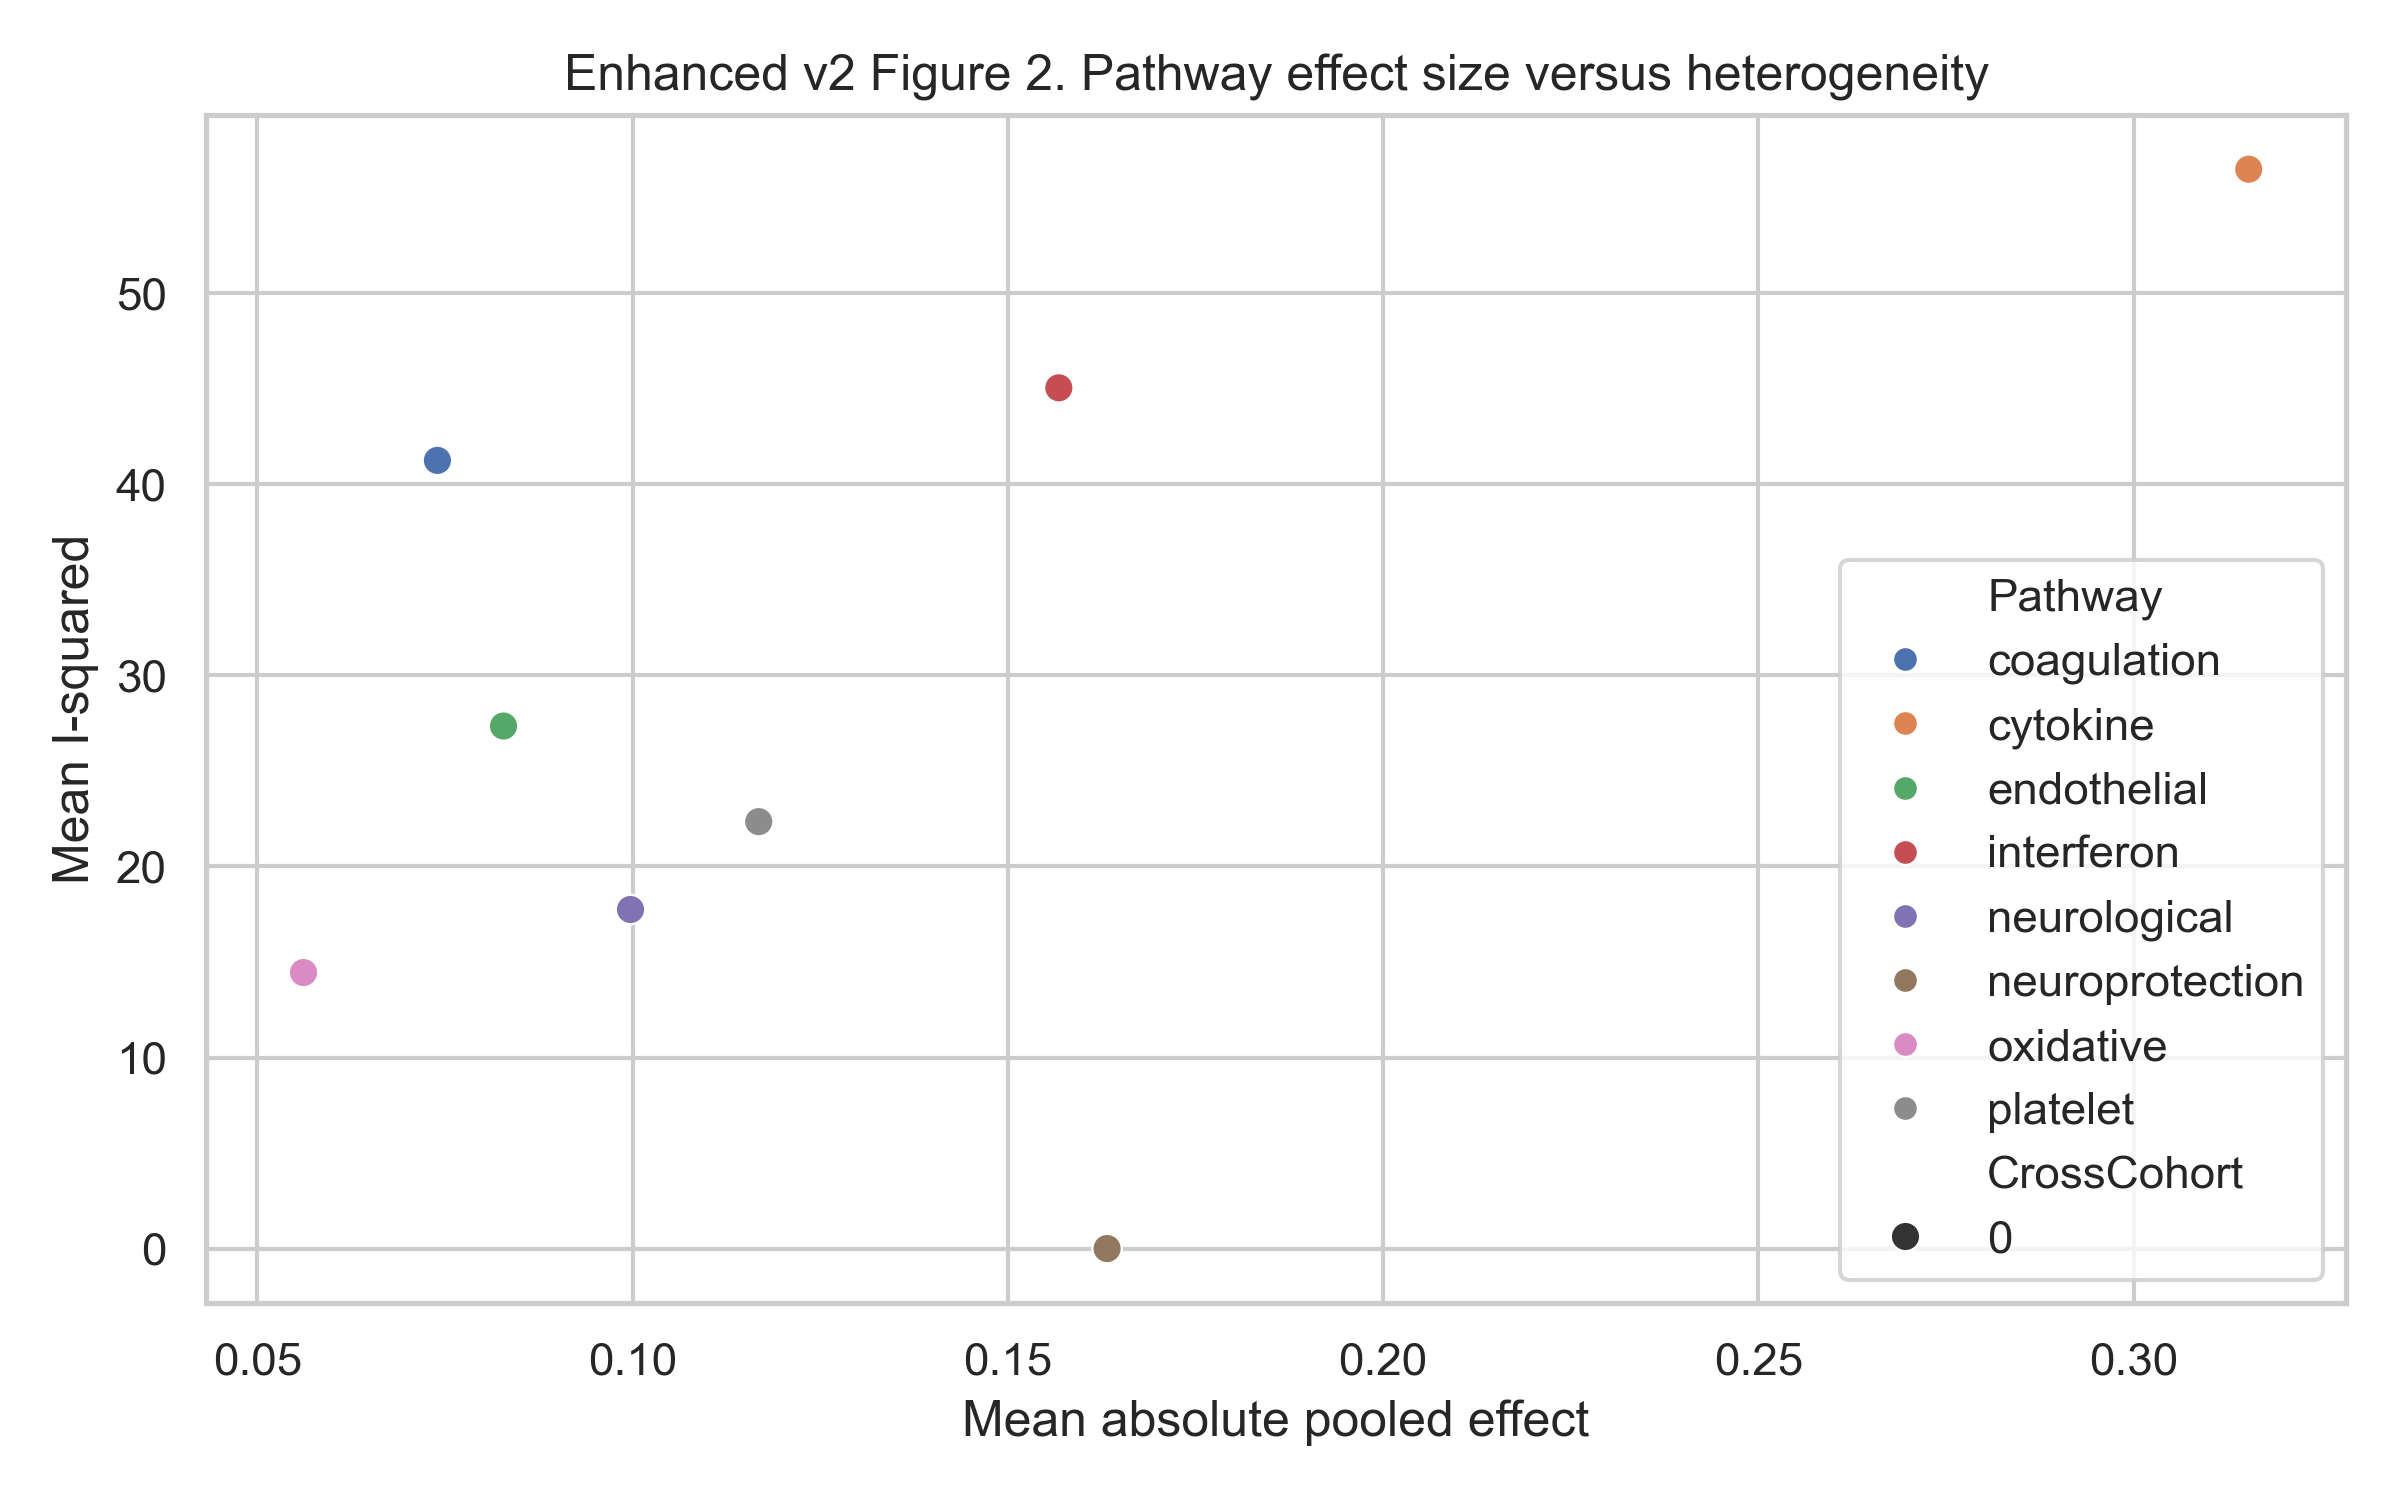 Enhanced v2 Figure 2. Pathway effect size versus heterogeneity
Mean I-squared
50
40
30
20
10
0
0.05 0.10 0.15 0.20 0.25 0.30
Mean absolute pooled effect
Pathway
coagulation
cytokine
endothelial
interferon
neurological
neuroprotection
oxidative
platelet
CrossCohort
0